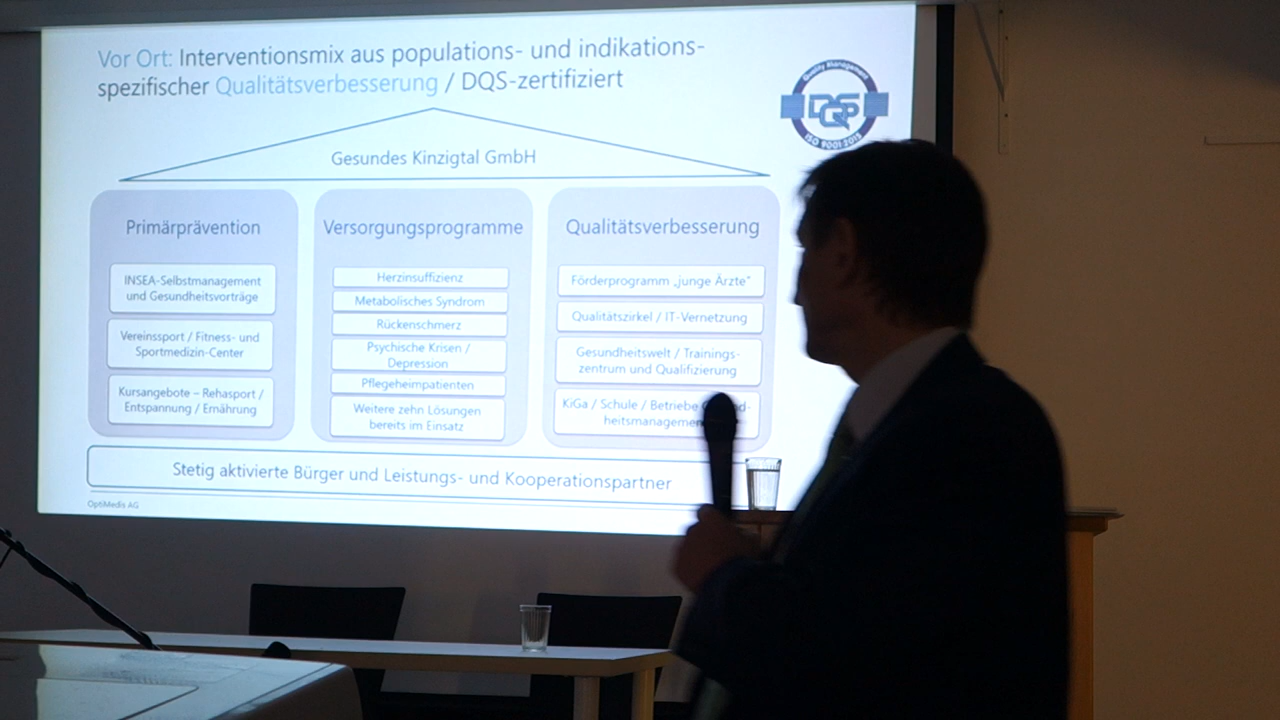 Vor Ort: Interventionsmix aus populations- und indikations-
spezifischer Qualitätsverbesserung / DQS-zertifiziert
Quality Management
DQS
ISO 9001:2015
Gesundes Kinzigtal GmbH
Primärprävention
INSEA-Selbstmanagement
und Gesundheitsvorträge
Vereinssport / Fitness- und
Sportmedizin-Center
Kursangebote – Rehasport /
Entspannung / Ernährung
Versorgungsprogramme
Herzinsuffizienz
Metabolisches Syndrom
Rückenschmerz
Psychische Krisen /
Depression
Pflegeheimpatienten
Weitere zehn Lösungen
bereits im Einsatz
Qualitätsverbesserung
Förderprogramm „junge Ärzte"
Qualitätszirkel / IT-Vernetzung
Gesundheitswelt / Trainings-
zentrum und Qualifizierung
KiGa / Schule / Betriebe
Stetig aktivierte Bürger und Leistungs- und Kooperationspartner
OptiMedis AG